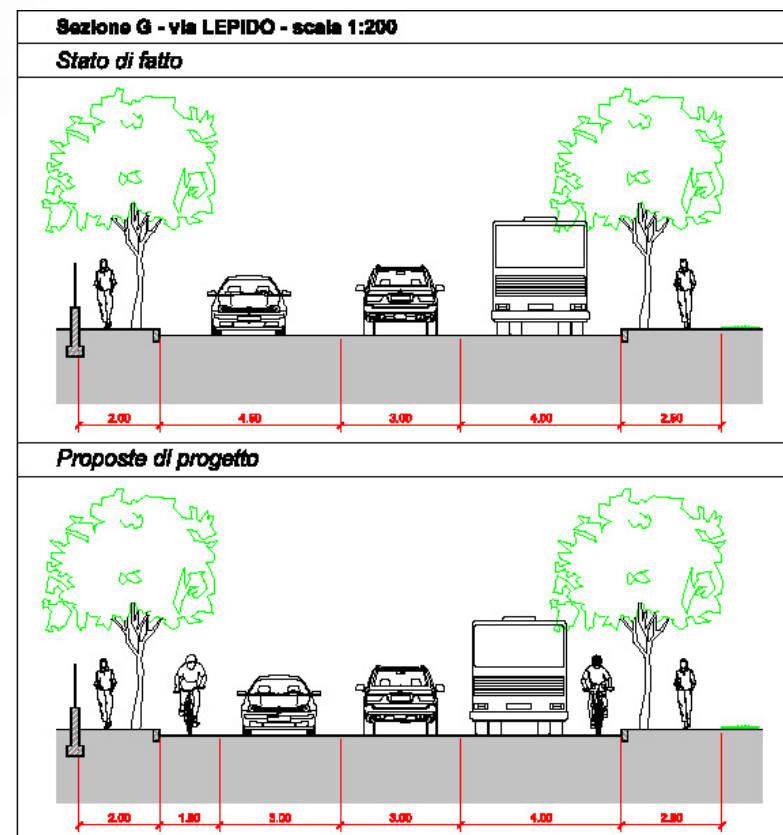 Sezione G - via LEPIDO - scala 1:200
Stato di fatto
2.00 4.50 3.00 4.00 2.50
Proposte di progetto
2.00 1.50 3.00 3.00 4.00 2.50